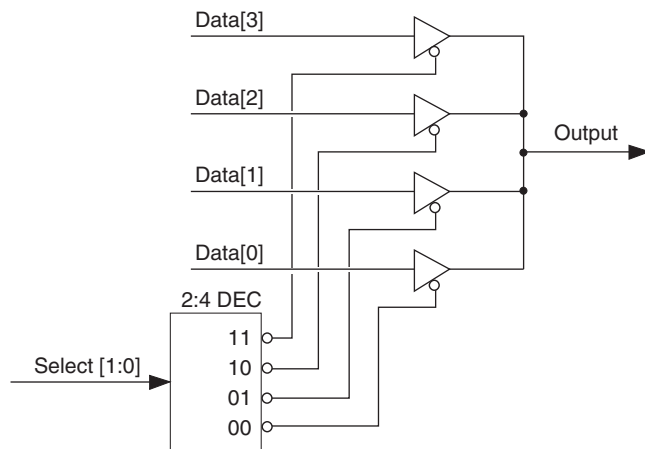 Data[3]
Data[2]
Output
Data[1]
Data[0]
2:4 DEC
11
Select [1:0]
10
01
00